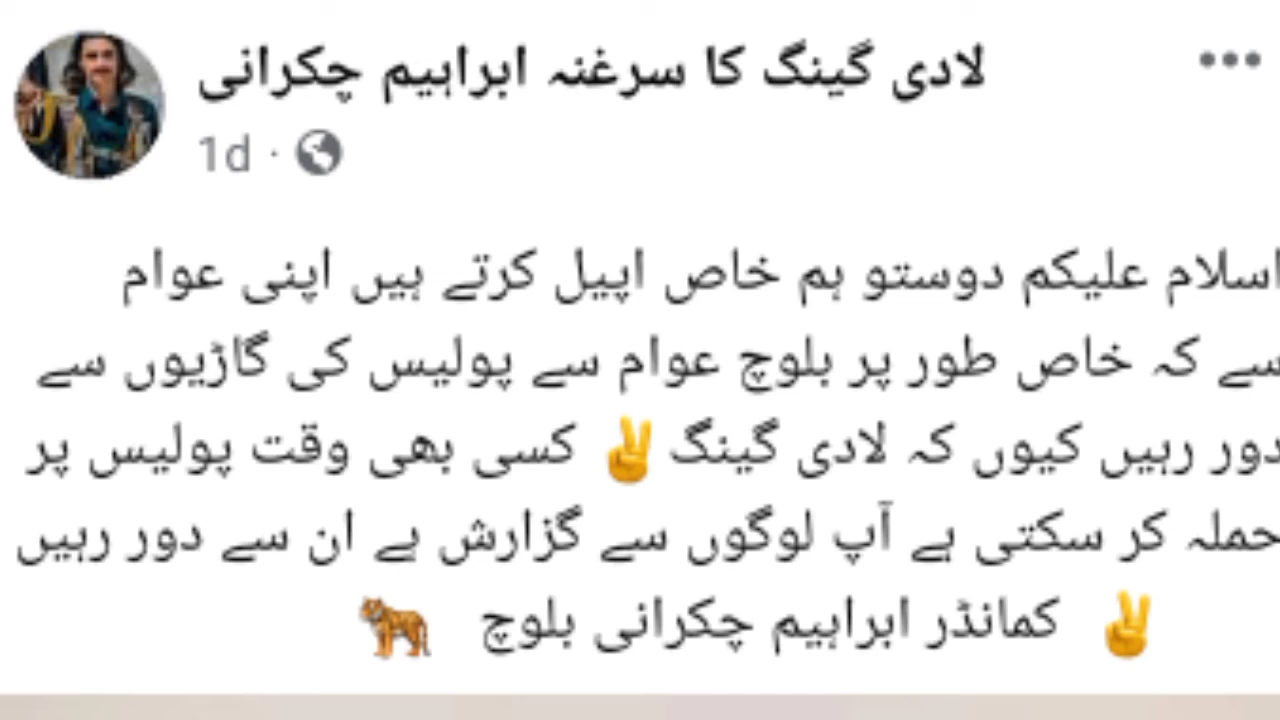 لادی گینگ کا سرغنہ ابراہیم چکرانی
1d ·
اسلام علیکم دوستو ہم خاص اپیل کرتے ہیں اپنی عوام
سے کہ خاص طور پر بلوچ عوام سے پولیس کی گاڑیوں سے
دور رہیں کیوں کہ لادی گینگ✌️ کسی بھی وقت پولیس پر
حملہ کر سکتی ہے آپ لوگوں سے گزارش ہے ان سے دور رہیں
✌️ کمانڈر ابراہیم چکرانی بلوچ 🐅